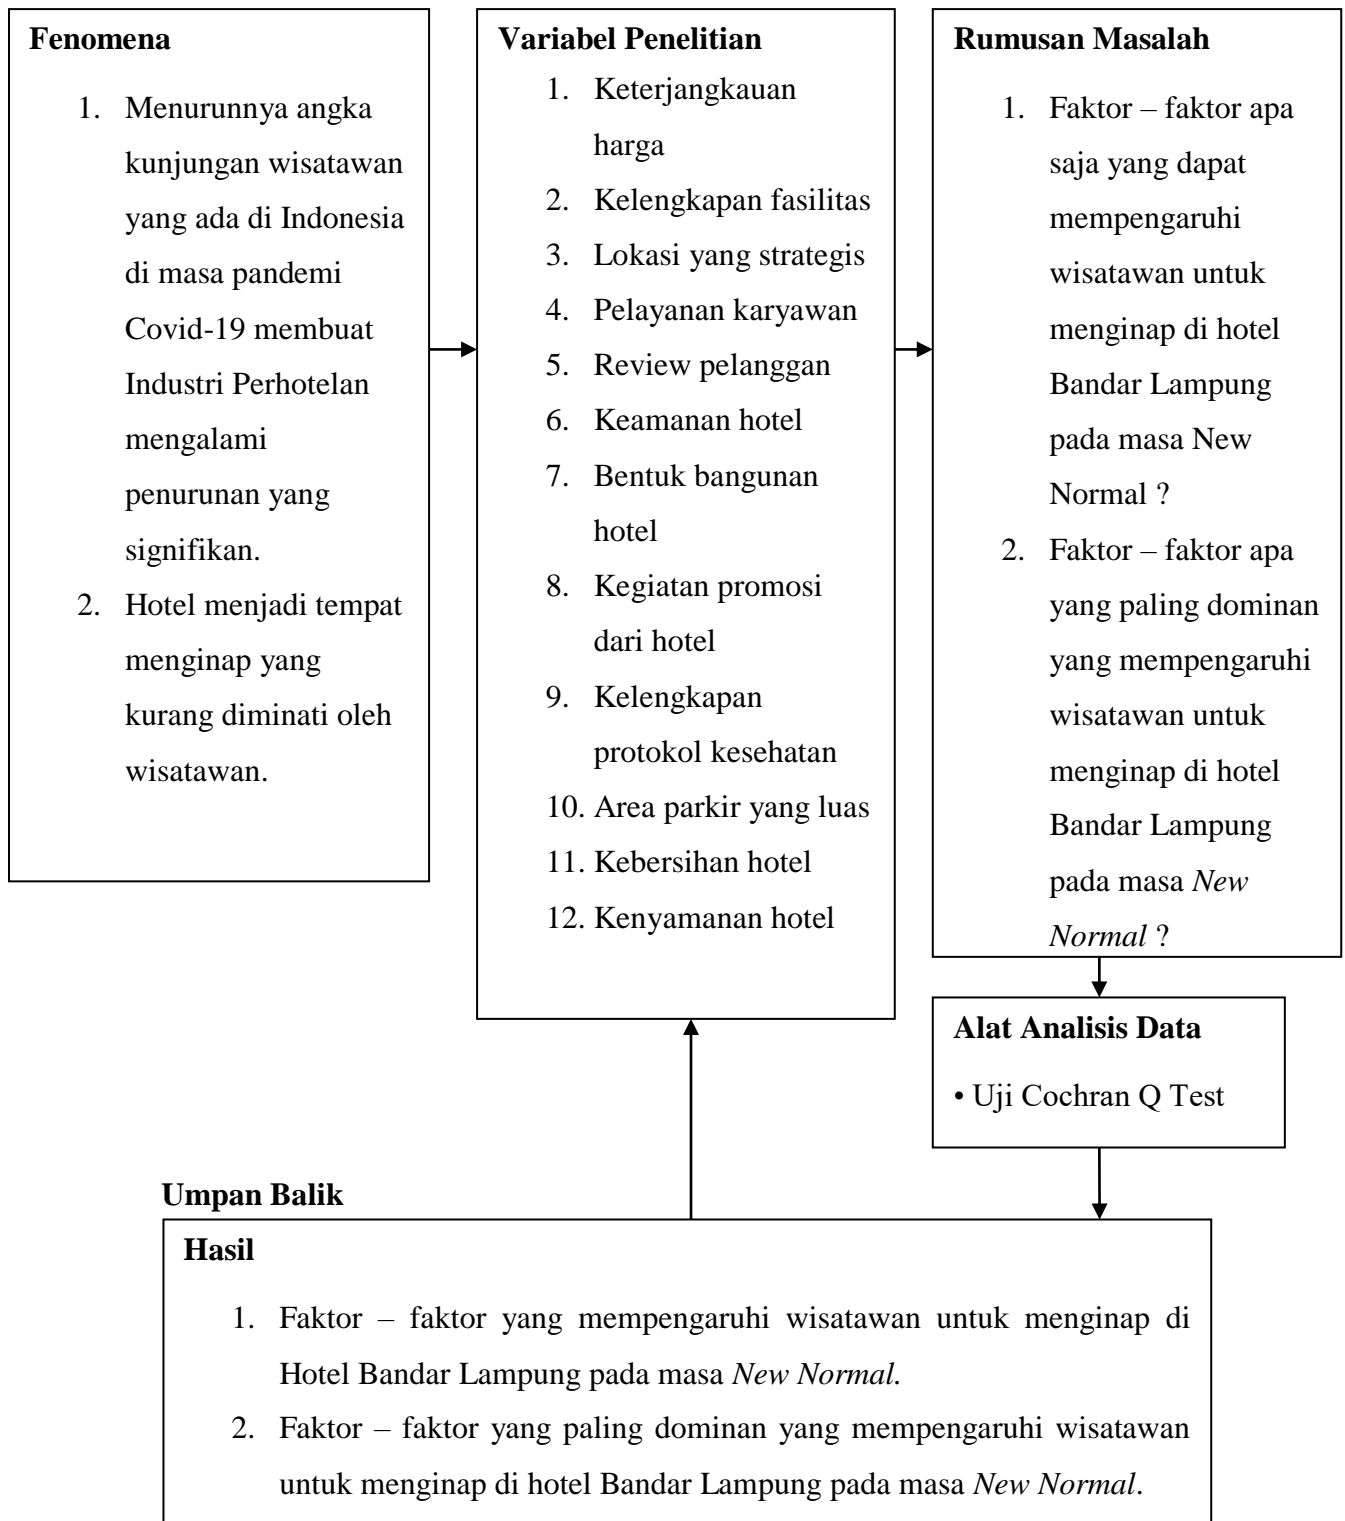 Fenomena
1. Menurunnya angka
kunjungan wisatawan
yang ada di Indonesia
di masa pandemi
Covid-19 membuat
Industri Perhotelan
mengalami
penurunan yang
signifikan.
2. Hotel menjadi tempat
menginap yang
kurang diminati oleh
wisatawan.
Variabel Penelitian
1. Keterjangkauan
harga
2. Kelengkapan fasilitas
3. Lokasi yang strategis
4. Pelayanan karyawan
5. Review pelanggan
6. Keamanan hotel
7. Bentuk bangunan
hotel
8. Kegiatan promosi
dari hotel
9. Kelengkapan
protokol kesehatan
10. Area parkir yang luas
11. Kebersihan hotel
12. Kenyamanan hotel
Rumusan Masalah
1. Faktor – faktor apa
saja yang dapat
mempengaruhi
wisatawan untuk
menginap di hotel
Bandar Lampung
pada masa New
Normal ?
2. Faktor – faktor apa
yang paling dominan
yang mempengaruhi
wisatawan untuk
menginap di hotel
Bandar Lampung
pada masa New
Normal ?
Alat Analisis Data
• Uji Cochran Q Test
Umpan Balik
Hasil
1. Faktor – faktor yang mempengaruhi wisatawan untuk menginap di
Hotel Bandar Lampung pada masa New Normal.
2. Faktor – faktor yang paling dominan yang mempengaruhi wisatawan
untuk menginap di hotel Bandar Lampung pada masa New Normal.